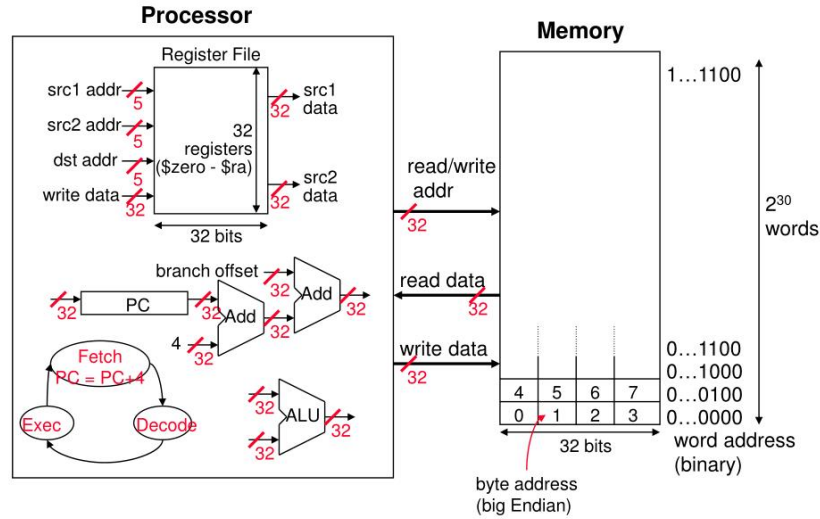 Processor
Memory
Register File
src1 addr
5
src2 addr
5
dst addr
5
write data
32
32
registers
($zero - $ra)
32
src1
data
32
src2
data
32 bits
branch offset
32
Add
32
PC
32
32
Add
32
4
32
Fetch
PC = PC+4
Exec
Decode
32
32
ALU
32
read/write
addr
32
read data
32
write data
32
1…1100
2³⁰
words
0…1100
0…1000
4 5 6 7
0…0100
0 1 2 3
0…0000
32 bits
word address
(binary)
byte address
(big Endian)